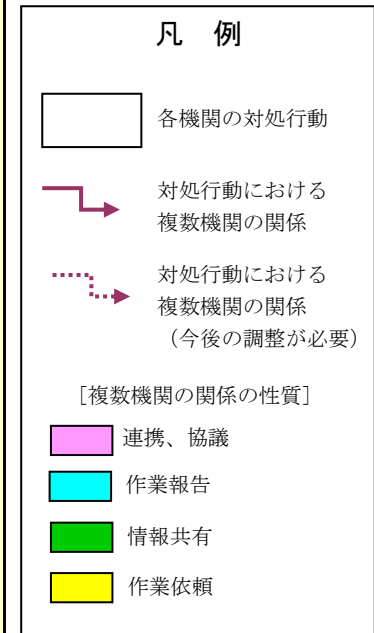 凡 例
各機関の対処行動
対処行動における
複数機関の関係
対処行動における
複数機関の関係
（今後の調整が必要）
［複数機関の関係の性質］
連携、協議
作業報告
情報共有
作業依頼